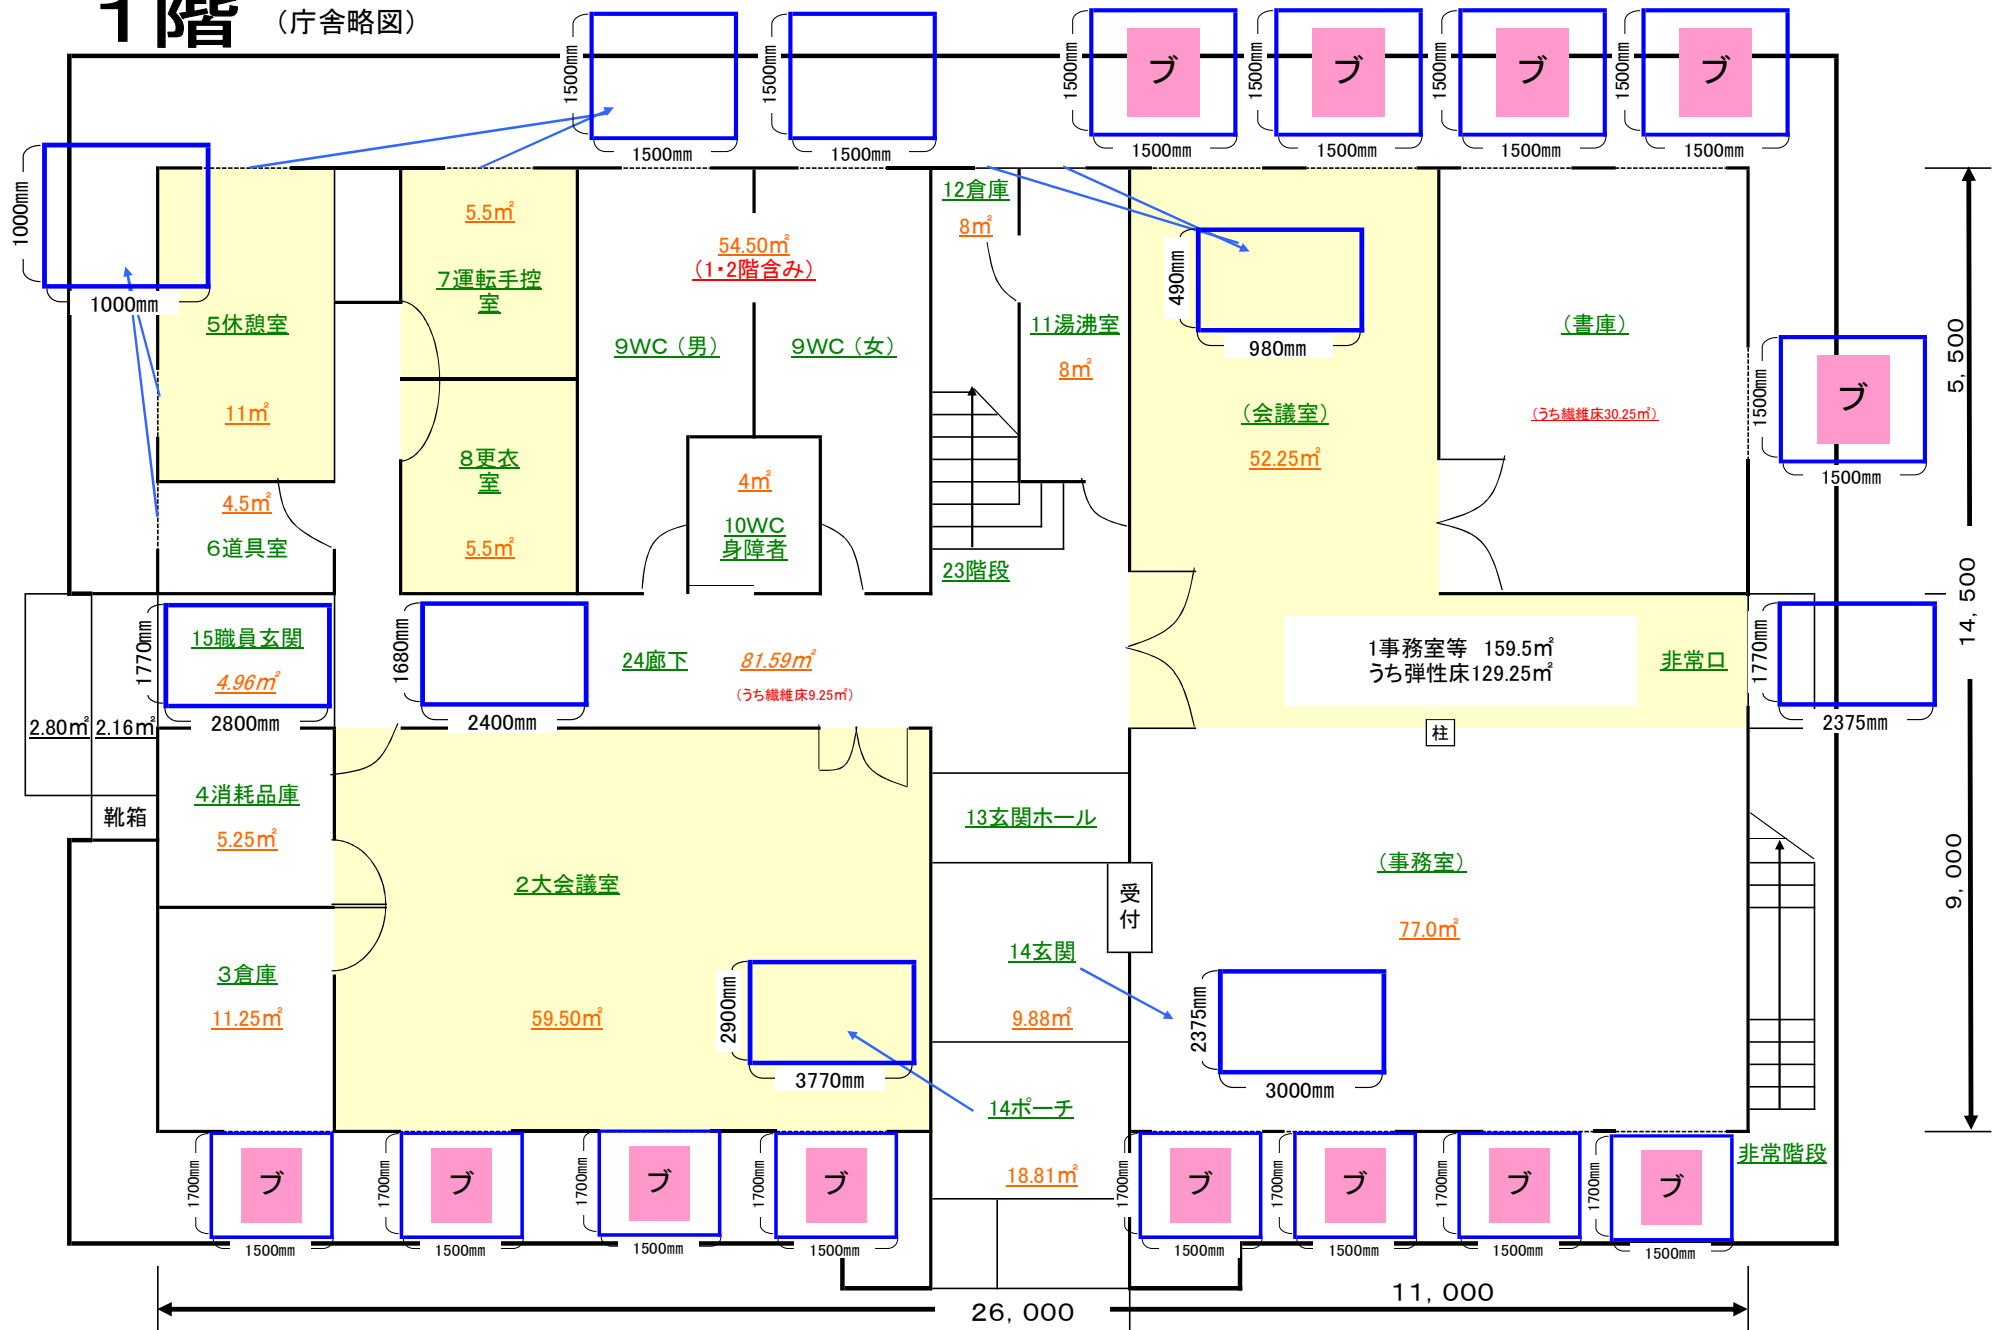 1階 （庁舎略図）
1500mm
1500mm
1500mm
1500mm
1500mm
1500mm
ブ
ブ
ブ
ブ
1500mm
1500mm
1500mm
1500mm
1500mm
1500mm
1000mm
1000mm
5休憩室
11㎡
4.5㎡
6道具室
5.5㎡
7運転手控
室
8更衣
室
5.5㎡
54.50㎡
（1・2階含み）
9WC（男）
9WC（女）
4㎡
10WC
身障者
12倉庫
8㎡
11湯沸室
8㎡
23階段
490mm
980mm
（会議室）
52.25㎡
（書庫）
（うち繊維床30.25㎡）
1500mm
ブ
1500mm
5,500
14,500
9,000
1770mm
15職員玄関
4.96㎡
2800mm
2.80㎡
2.16㎡
靴箱
1680mm
2400mm
24廊下
81.59㎡
（うち繊維床9.25㎡）
1事務室等 159.5㎡
うち弾性床129.25㎡
非常口
1770mm
2375mm
柱
4消耗品庫
5.25㎡
3倉庫
11.25㎡
2大会議室
59.50㎡
2900mm
3770mm
13玄関ホール
受
付
14玄関
9.88㎡
14ポーチ
18.81㎡
（事務室）
77.0㎡
2375mm
3000mm
非常階段
1700mm
ブ
1500mm
1700mm
ブ
1500mm
1700mm
ブ
1500mm
1700mm
ブ
1500mm
1700mm
ブ
1500mm
1700mm
ブ
1500mm
1700mm
ブ
1500mm
1700mm
ブ
1500mm
26,000
11,000